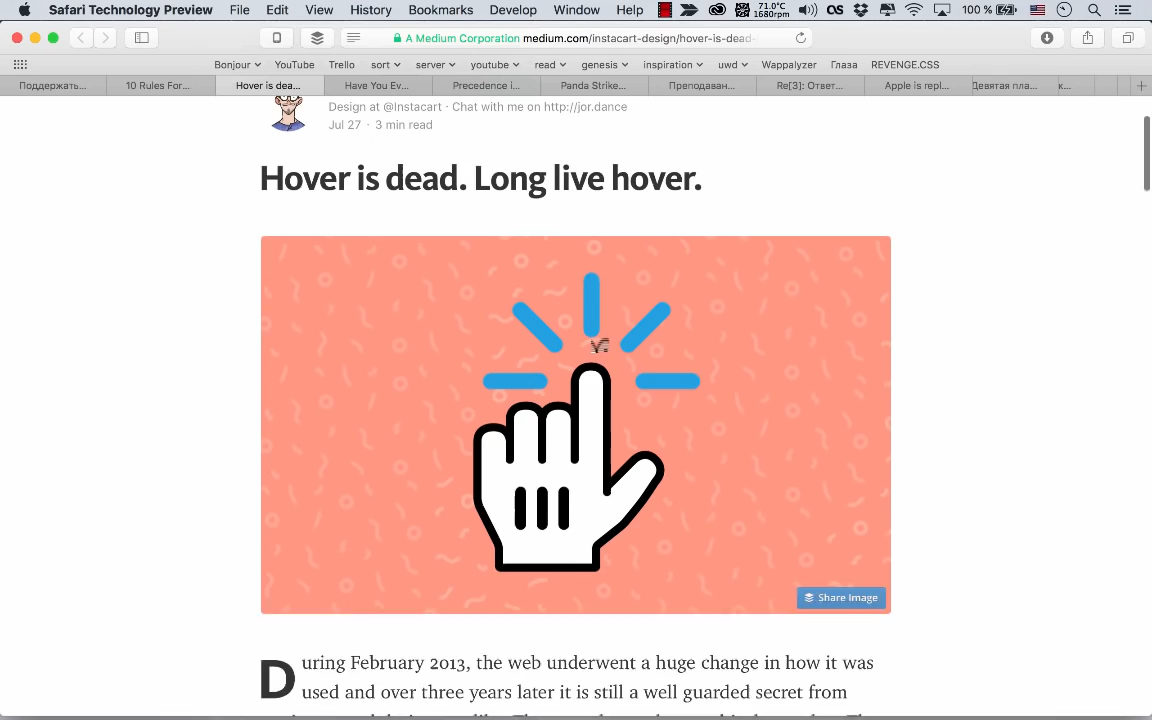 Safari Technology Preview File Edit View History Bookmarks Develop Window Help 71.0°C 1680rpm 100 %
A Medium Corporation medium.com/instacart-design/hover-is-dead-
Bonjour YouTube Trello sort server youtube read genesis inspiration uwd Wappalyzer Глаза REVENGE.CSS
Поддержать... 10 Rules For... Hover is dea... Have You Ev... Precedence i... Panda Strike... Преподаван... Re[3]: Ответ... Apple is repl... Девятая пла... к...
Design at @Instacart · Chat with me on http://jor.dance
Jul 27 · 3 min read
Hover is dead. Long live hover.
Share Image
During February 2013, the web underwent a huge change in how it was
used and over three years later it is still a well guarded secret from